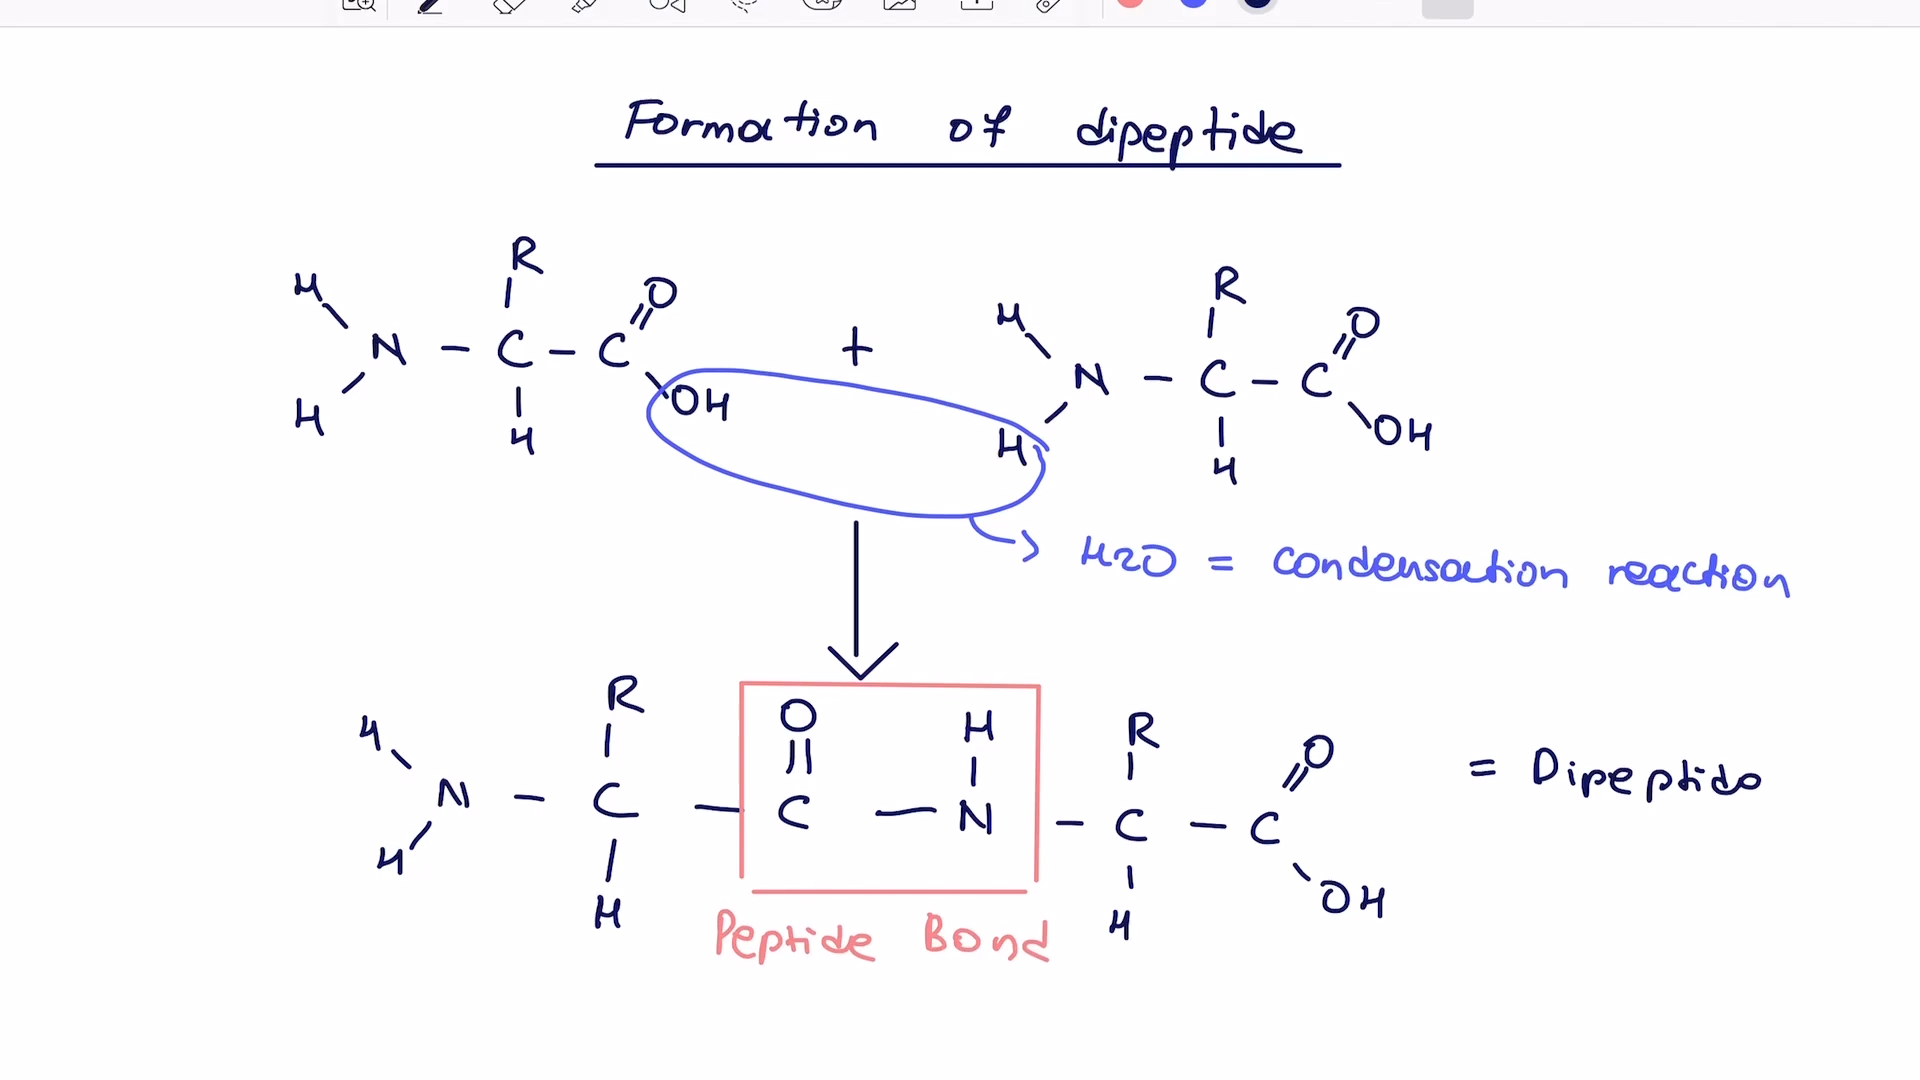 Formation of dipeptide
R
H O
N - C - C + 
H OH
H
R
H O
N - C - C
H OH
H
H2O = condensation reaction
R O H R
H O
N - C - C - N - C - C = Dipeptide
H OH
H H
Peptide Bond